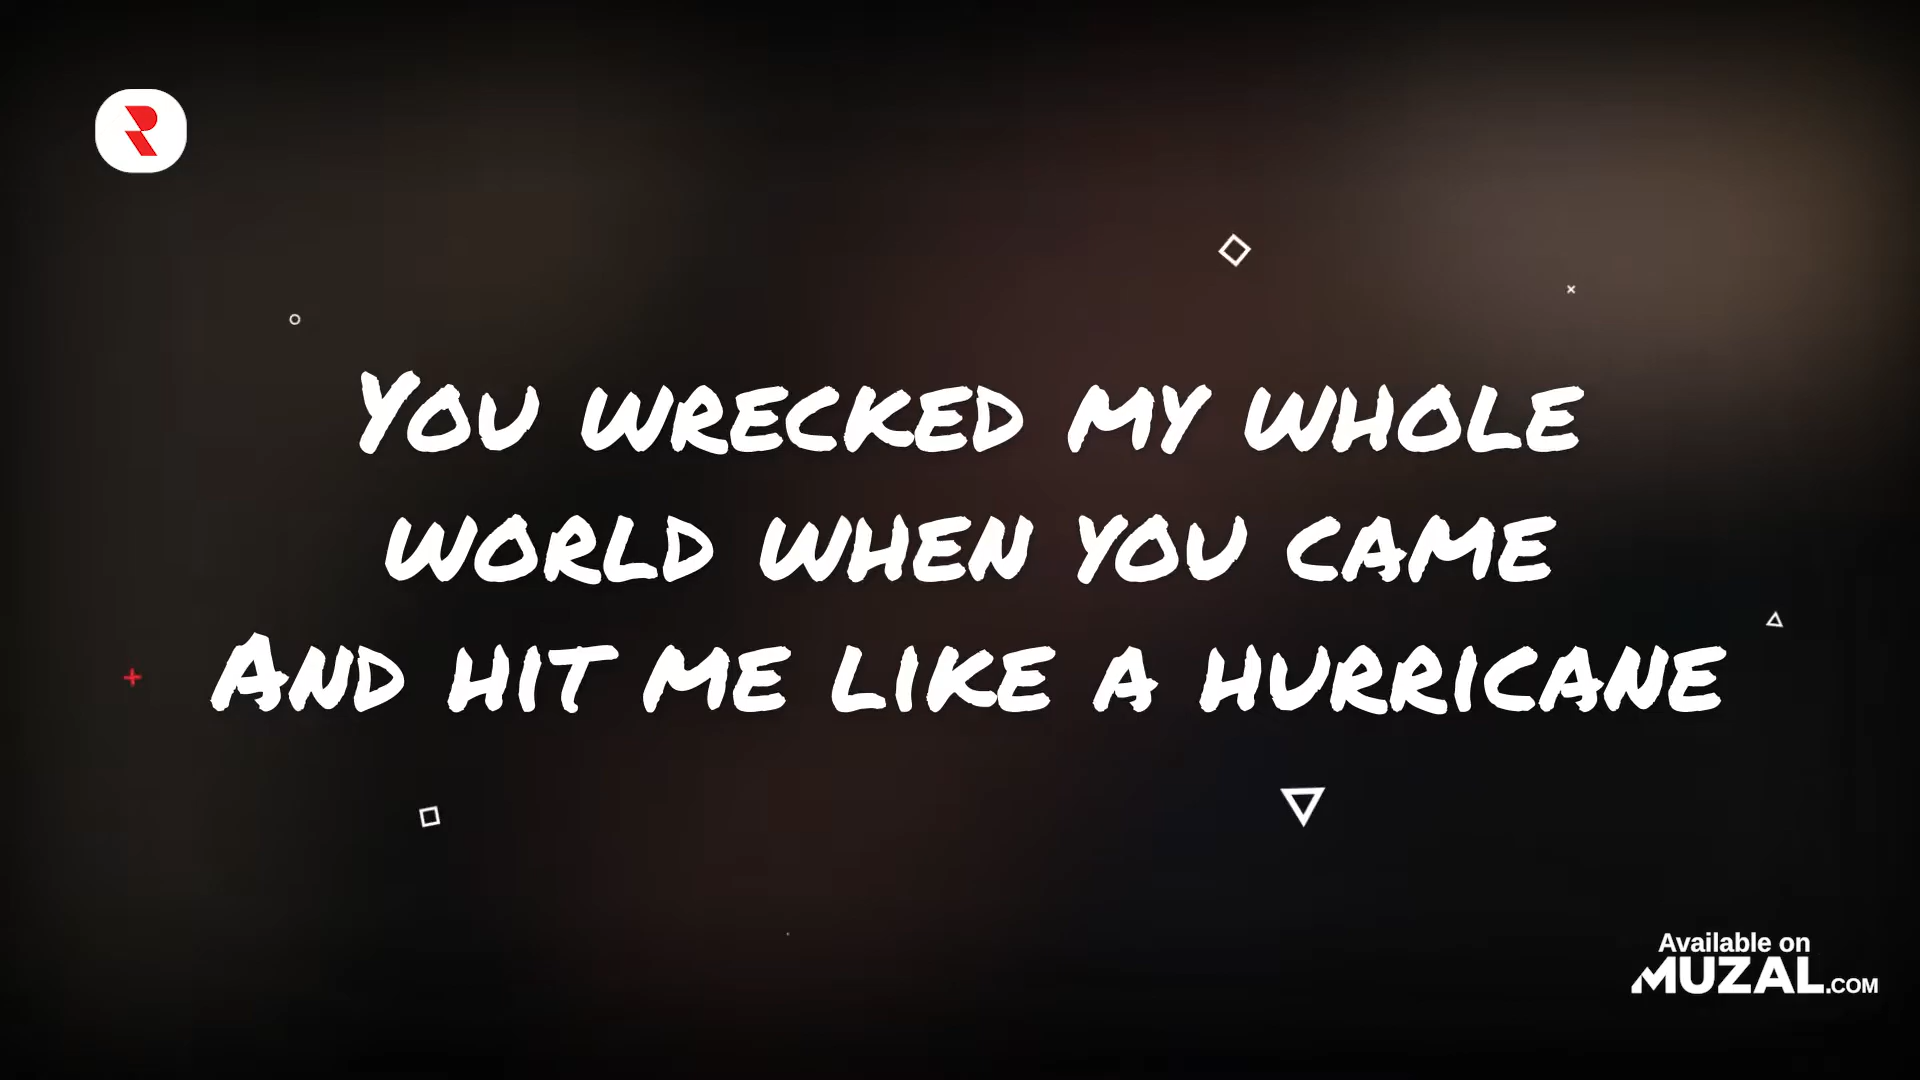 You wrecked my whole
world when you came
And hit me like a hurricane
Available on
MUZAL.COM